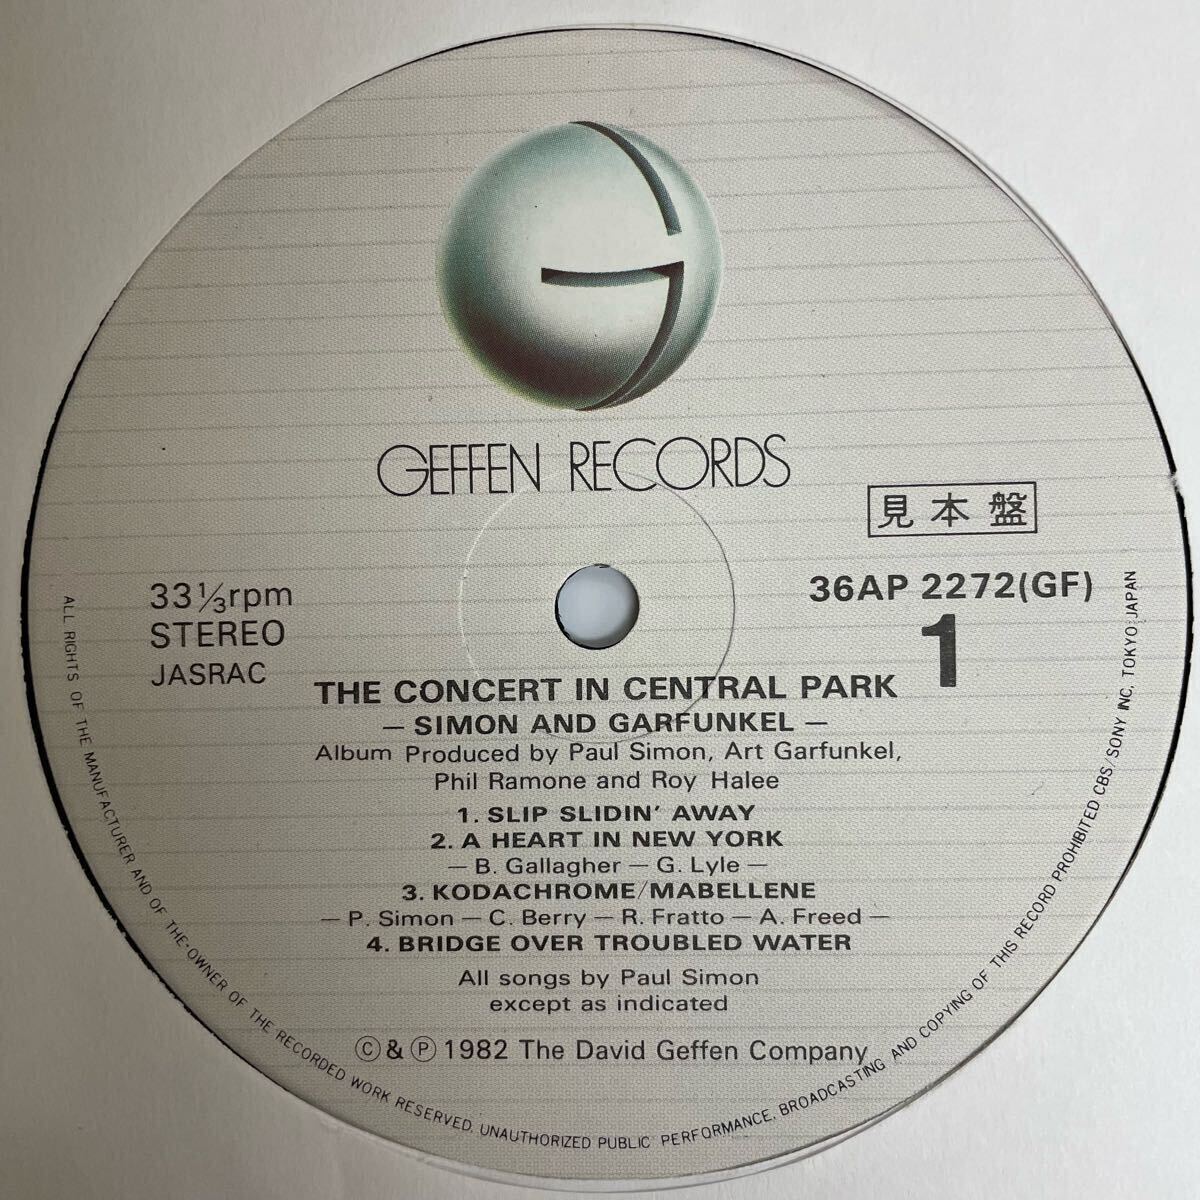 GEFFEN RECORDS
見本盤
33⅓rpm
STEREO
JASRAC
36AP 2272(GF)
1
THE CONCERT IN CENTRAL PARK
— SIMON AND GARFUNKEL —
Album Produced by Paul Simon, Art Garfunkel,
Phil Ramone and Roy Halee
1. SLIP SLIDIN' AWAY
2. A HEART IN NEW YORK
— B. Gallagher — G. Lyle —
3. KODACHROME/MABELLENE
— P. Simon — C. Berry — R. Fratto — A. Freed —
4. BRIDGE OVER TROUBLED WATER
All songs by Paul Simon
except as indicated
Ⓒ & Ⓟ 1982 The David Geffen Company
ALL RIGHTS OF THE MANUFACTURER AND OF THE OWNER OF THE RECORDED WORK RESERVED. UNAUTHORIZED PUBLIC PERFORMANCE, BROADCASTING AND COPYING OF THIS RECORD PROHIBITED CBS/SONY INC. TOKYO JAPAN